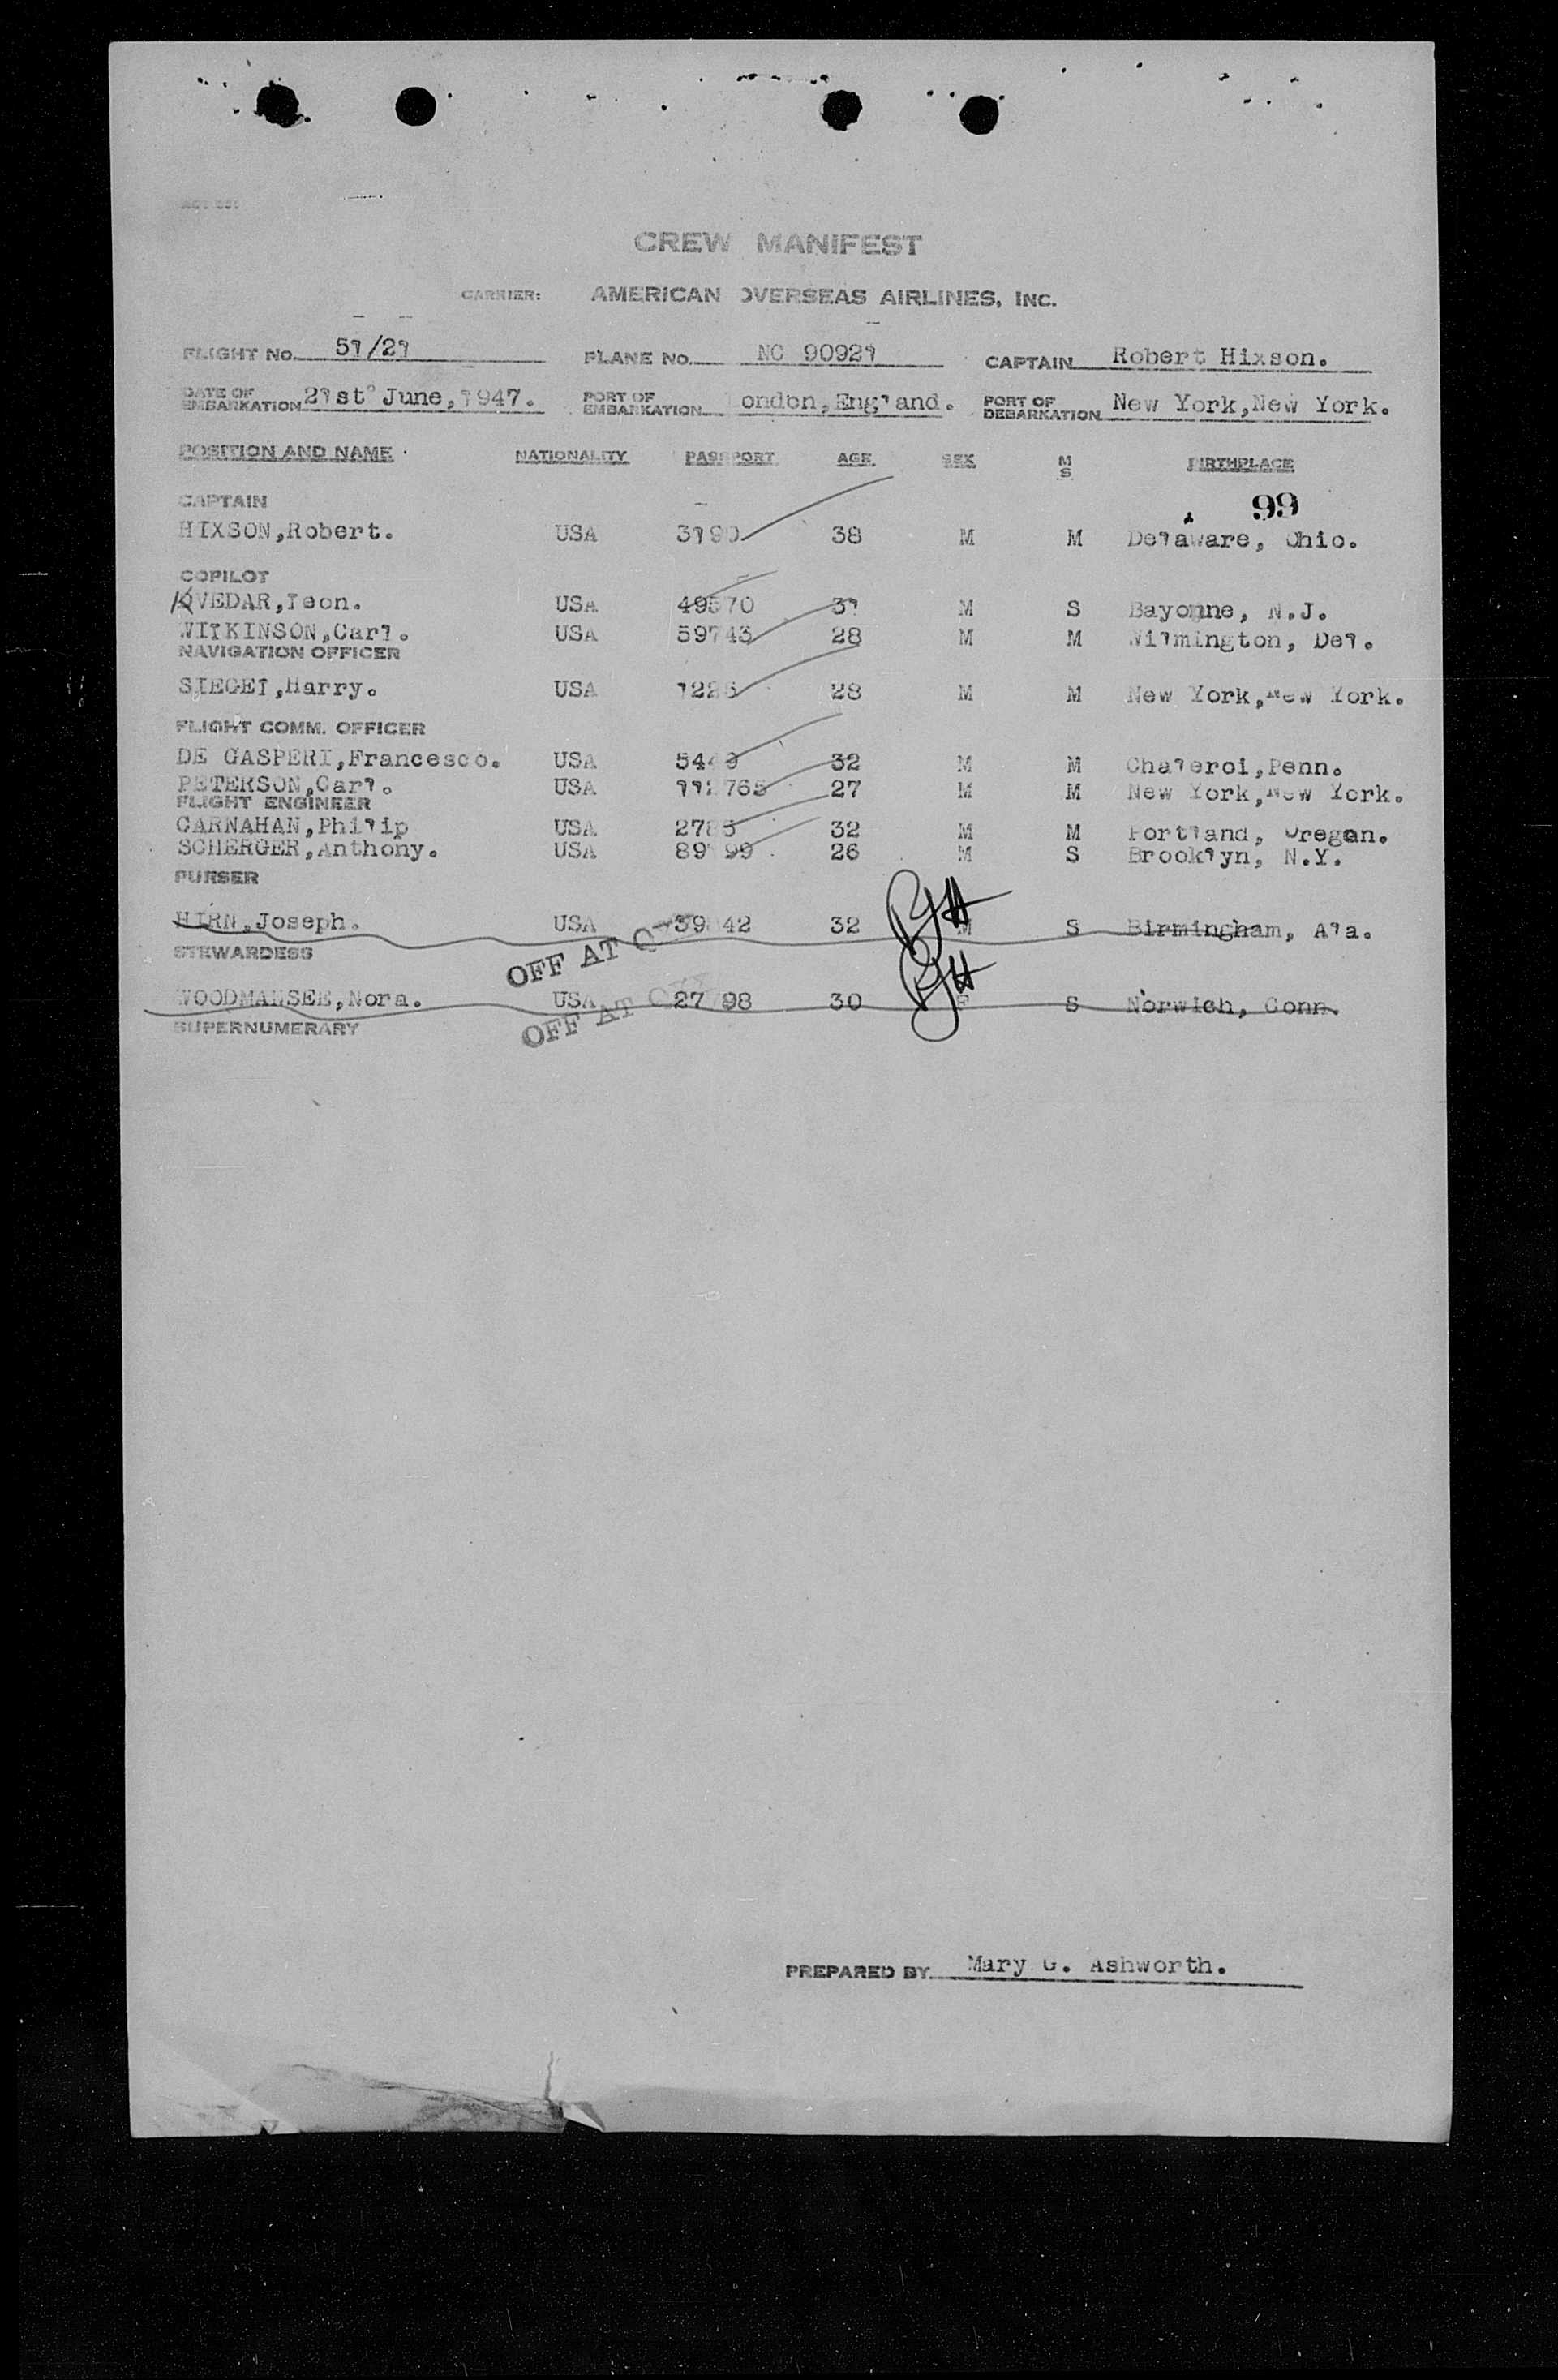 CREW MANIFEST
CARRIER: AMERICAN OVERSEAS AIRLINES, INC.
FLIGHT No. 51/21 PLANE No. NC 90921 CAPTAIN Robert Hixson.
DATE OF EMBARKATION 21st June, 1947. PORT OF EMBARKATION London, England. PORT OF DEBARKATION New York, New York.
POSITION AND NAME NATIONALITY PASSPORT AGE SEX M S BIRTHPLACE
99
CAPTAIN
HIXSON, Robert. USA 3190 38 M M Delaware, Ohio.
COPILOT
KVEDAR, Leon. USA 49570 31 M S Bayonne, N.J.
WILKINSON, Carl. USA 59743 28 M M Wilmington, Del.
NAVIGATION OFFICER
SIEGEL, Harry. USA 28 M M New York, New York.
FLIGHT COMM. OFFICER
DE GASPERI, Francesco. USA 5449 32 M M Chaleroi, Penn.
PETERSON, Carl. USA 27 M M New York, New York.
FLIGHT ENGINEER
CARNAHAN, Philip USA 32 M M Portland, Oregon.
SCHERGER, Anthony. USA 26 M S Brooklyn, N.Y.
PURSER
HIRN, Joseph. USA 32 M S Birmingham, Ala.
OFF AT
STEWARDESS
WOODMANSEE, Nora. USA 30 F S Norwich, Conn.
OFF AT
SUPERNUMERARY
PREPARED BY Mary G. Ashworth.